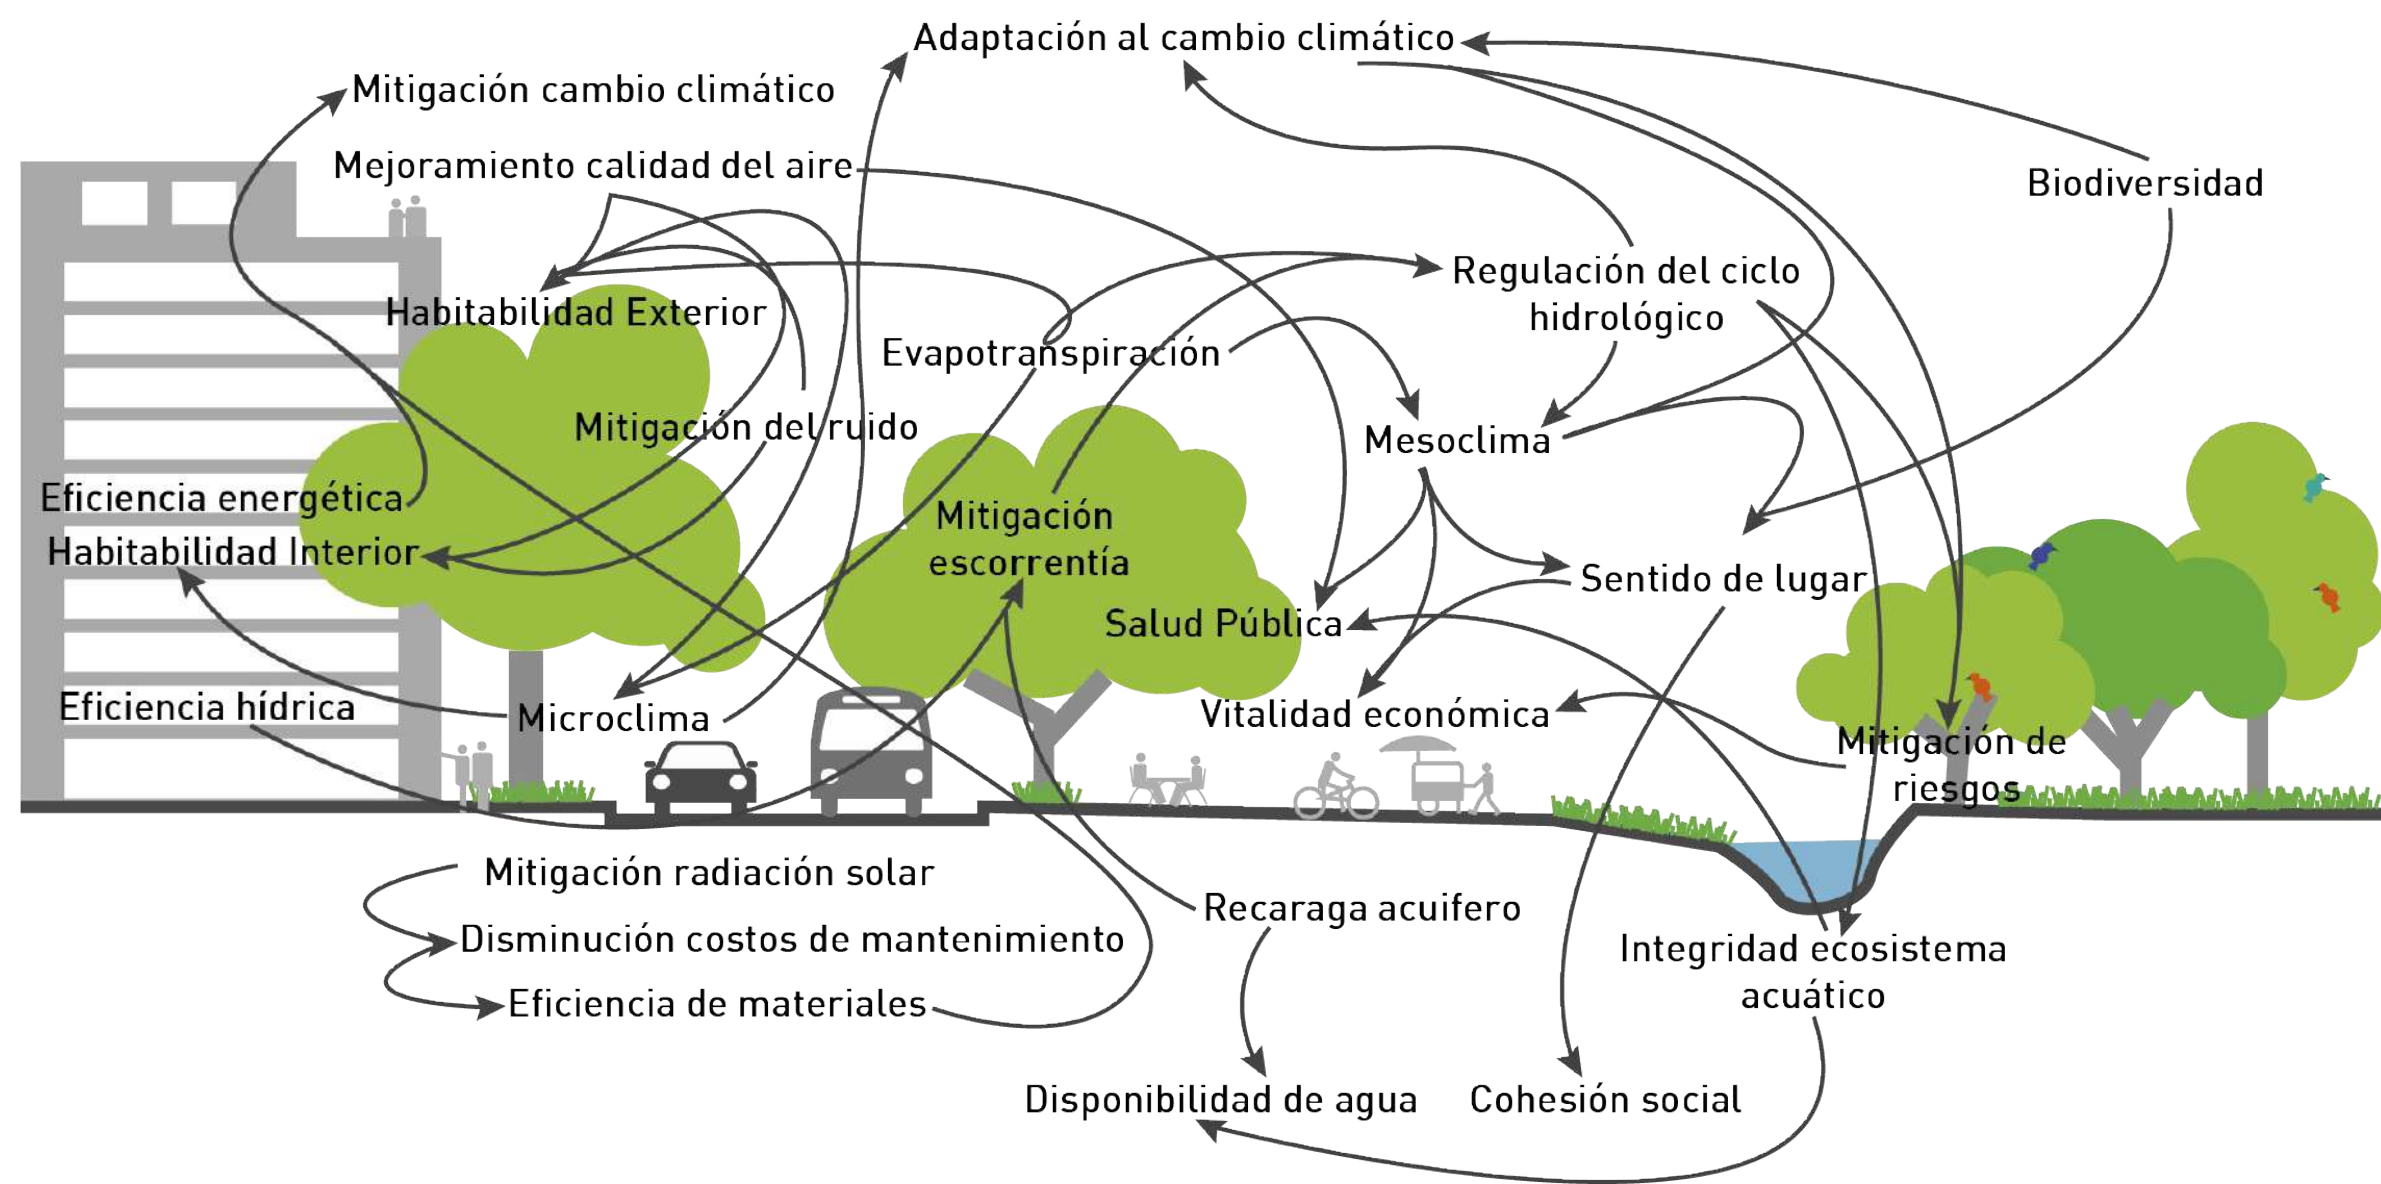 Adaptación al cambio climático
Mitigación cambio climático
Mejoramiento calidad del aire
Biodiversidad
Regulación del ciclo
hidrológico
Habitabilidad Exterior
Evapotranspiración
Mitigación del ruido
Mesoclima
Eficiencia energética
Habitabilidad Interior
Mitigación
escorrentía
Sentido de lugar
Salud Pública
Eficiencia hídrica
Microclima
Vitalidad económica
Mitigación de
riesgos
Mitigación radiación solar
Recaraga acuifero
Disminución costos de mantenimiento
Integridad ecosistema
acuático
Eficiencia de materiales
Disponibilidad de agua
Cohesión social